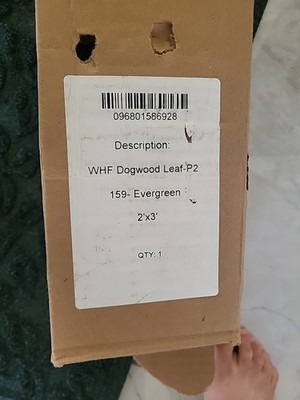 096801586928
Description:
WHF Dogwood Leaf-P2
159- Evergreen
2'x3'
QTY: 1